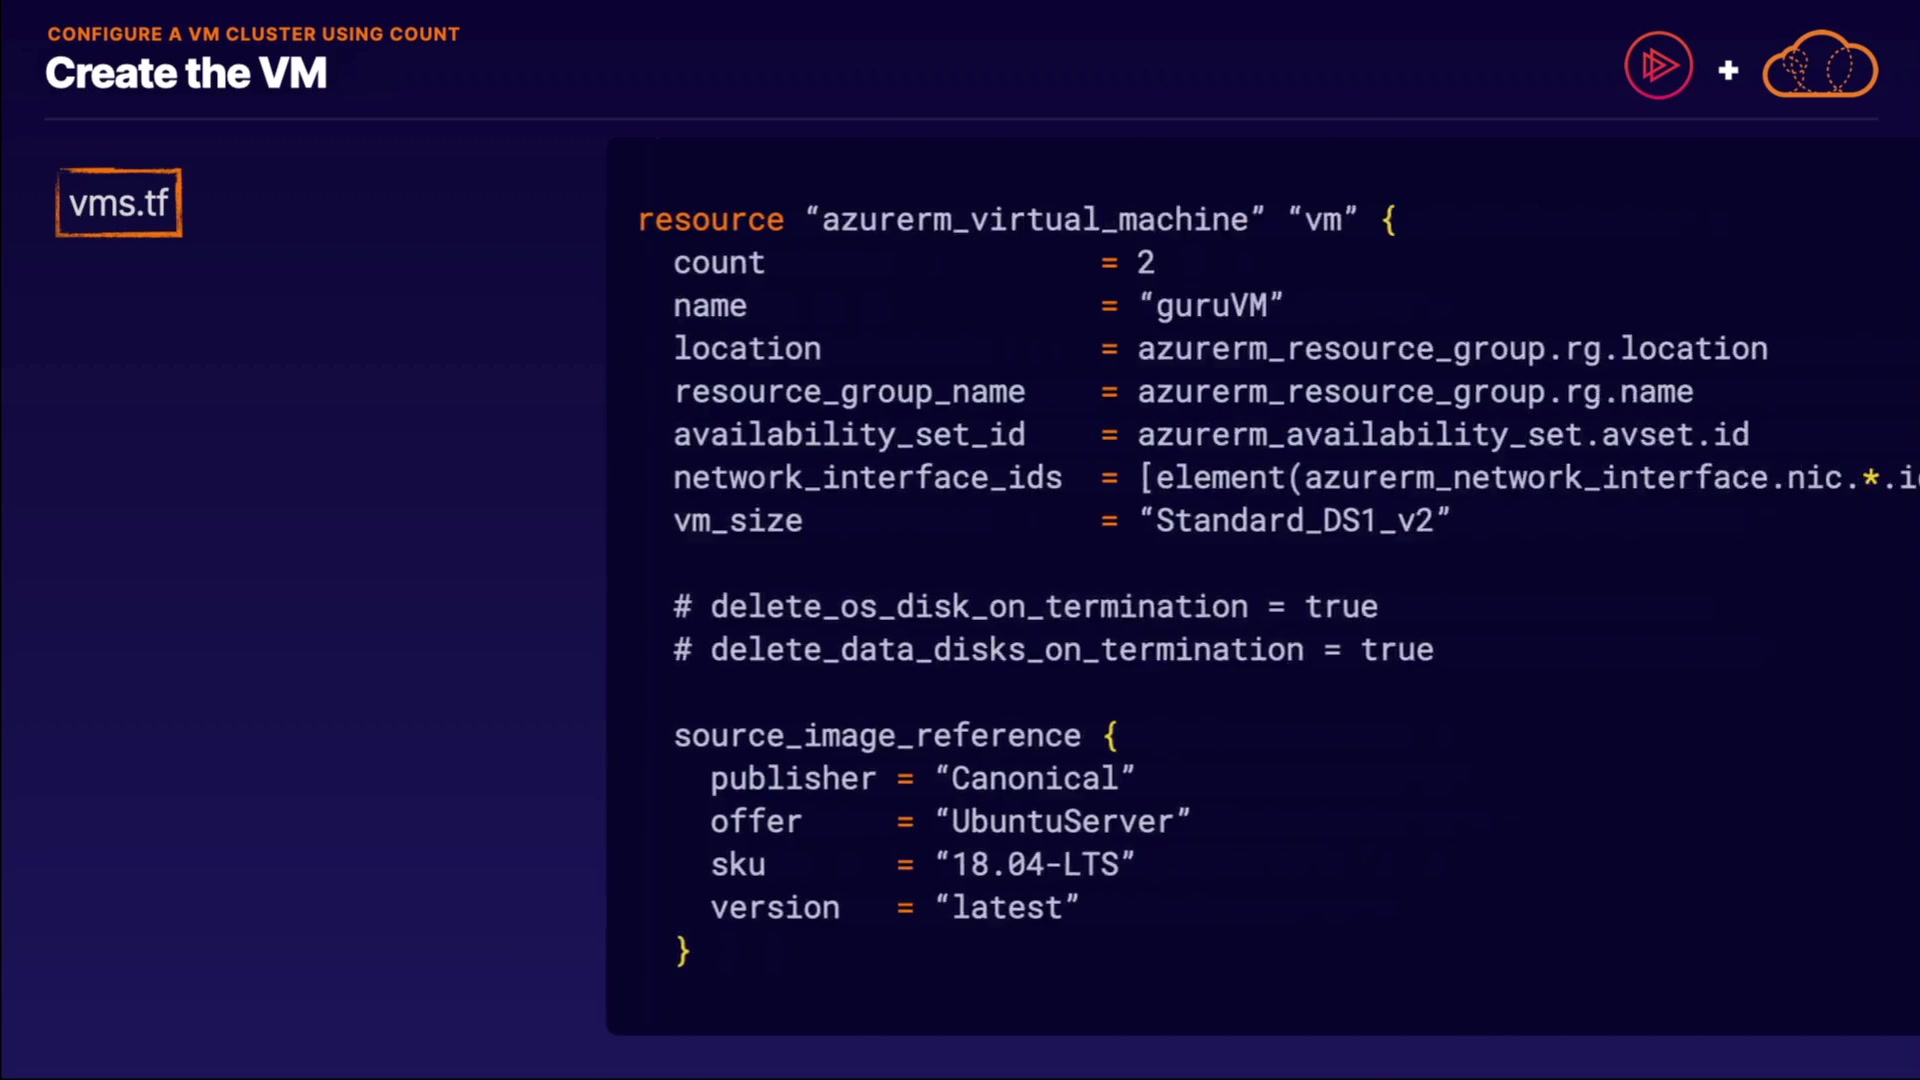 CONFIGURE A VM CLUSTER USING COUNT
Create the VM
+
vms.tf
resource “azurerm_virtual_machine” “vm” {
count = 2
name = “guruVM”
location = azurerm_resource_group.rg.location
resource_group_name = azurerm_resource_group.rg.name
availability_set_id = azurerm_availability_set.avset.id
network_interface_ids = [element(azurerm_network_interface.nic.*.i
vm_size = “Standard_DS1_v2”
# delete_os_disk_on_termination = true
# delete_data_disks_on_termination = true
source_image_reference {
publisher = “Canonical”
offer = “UbuntuServer”
sku = “18.04-LTS”
version = “latest”
}